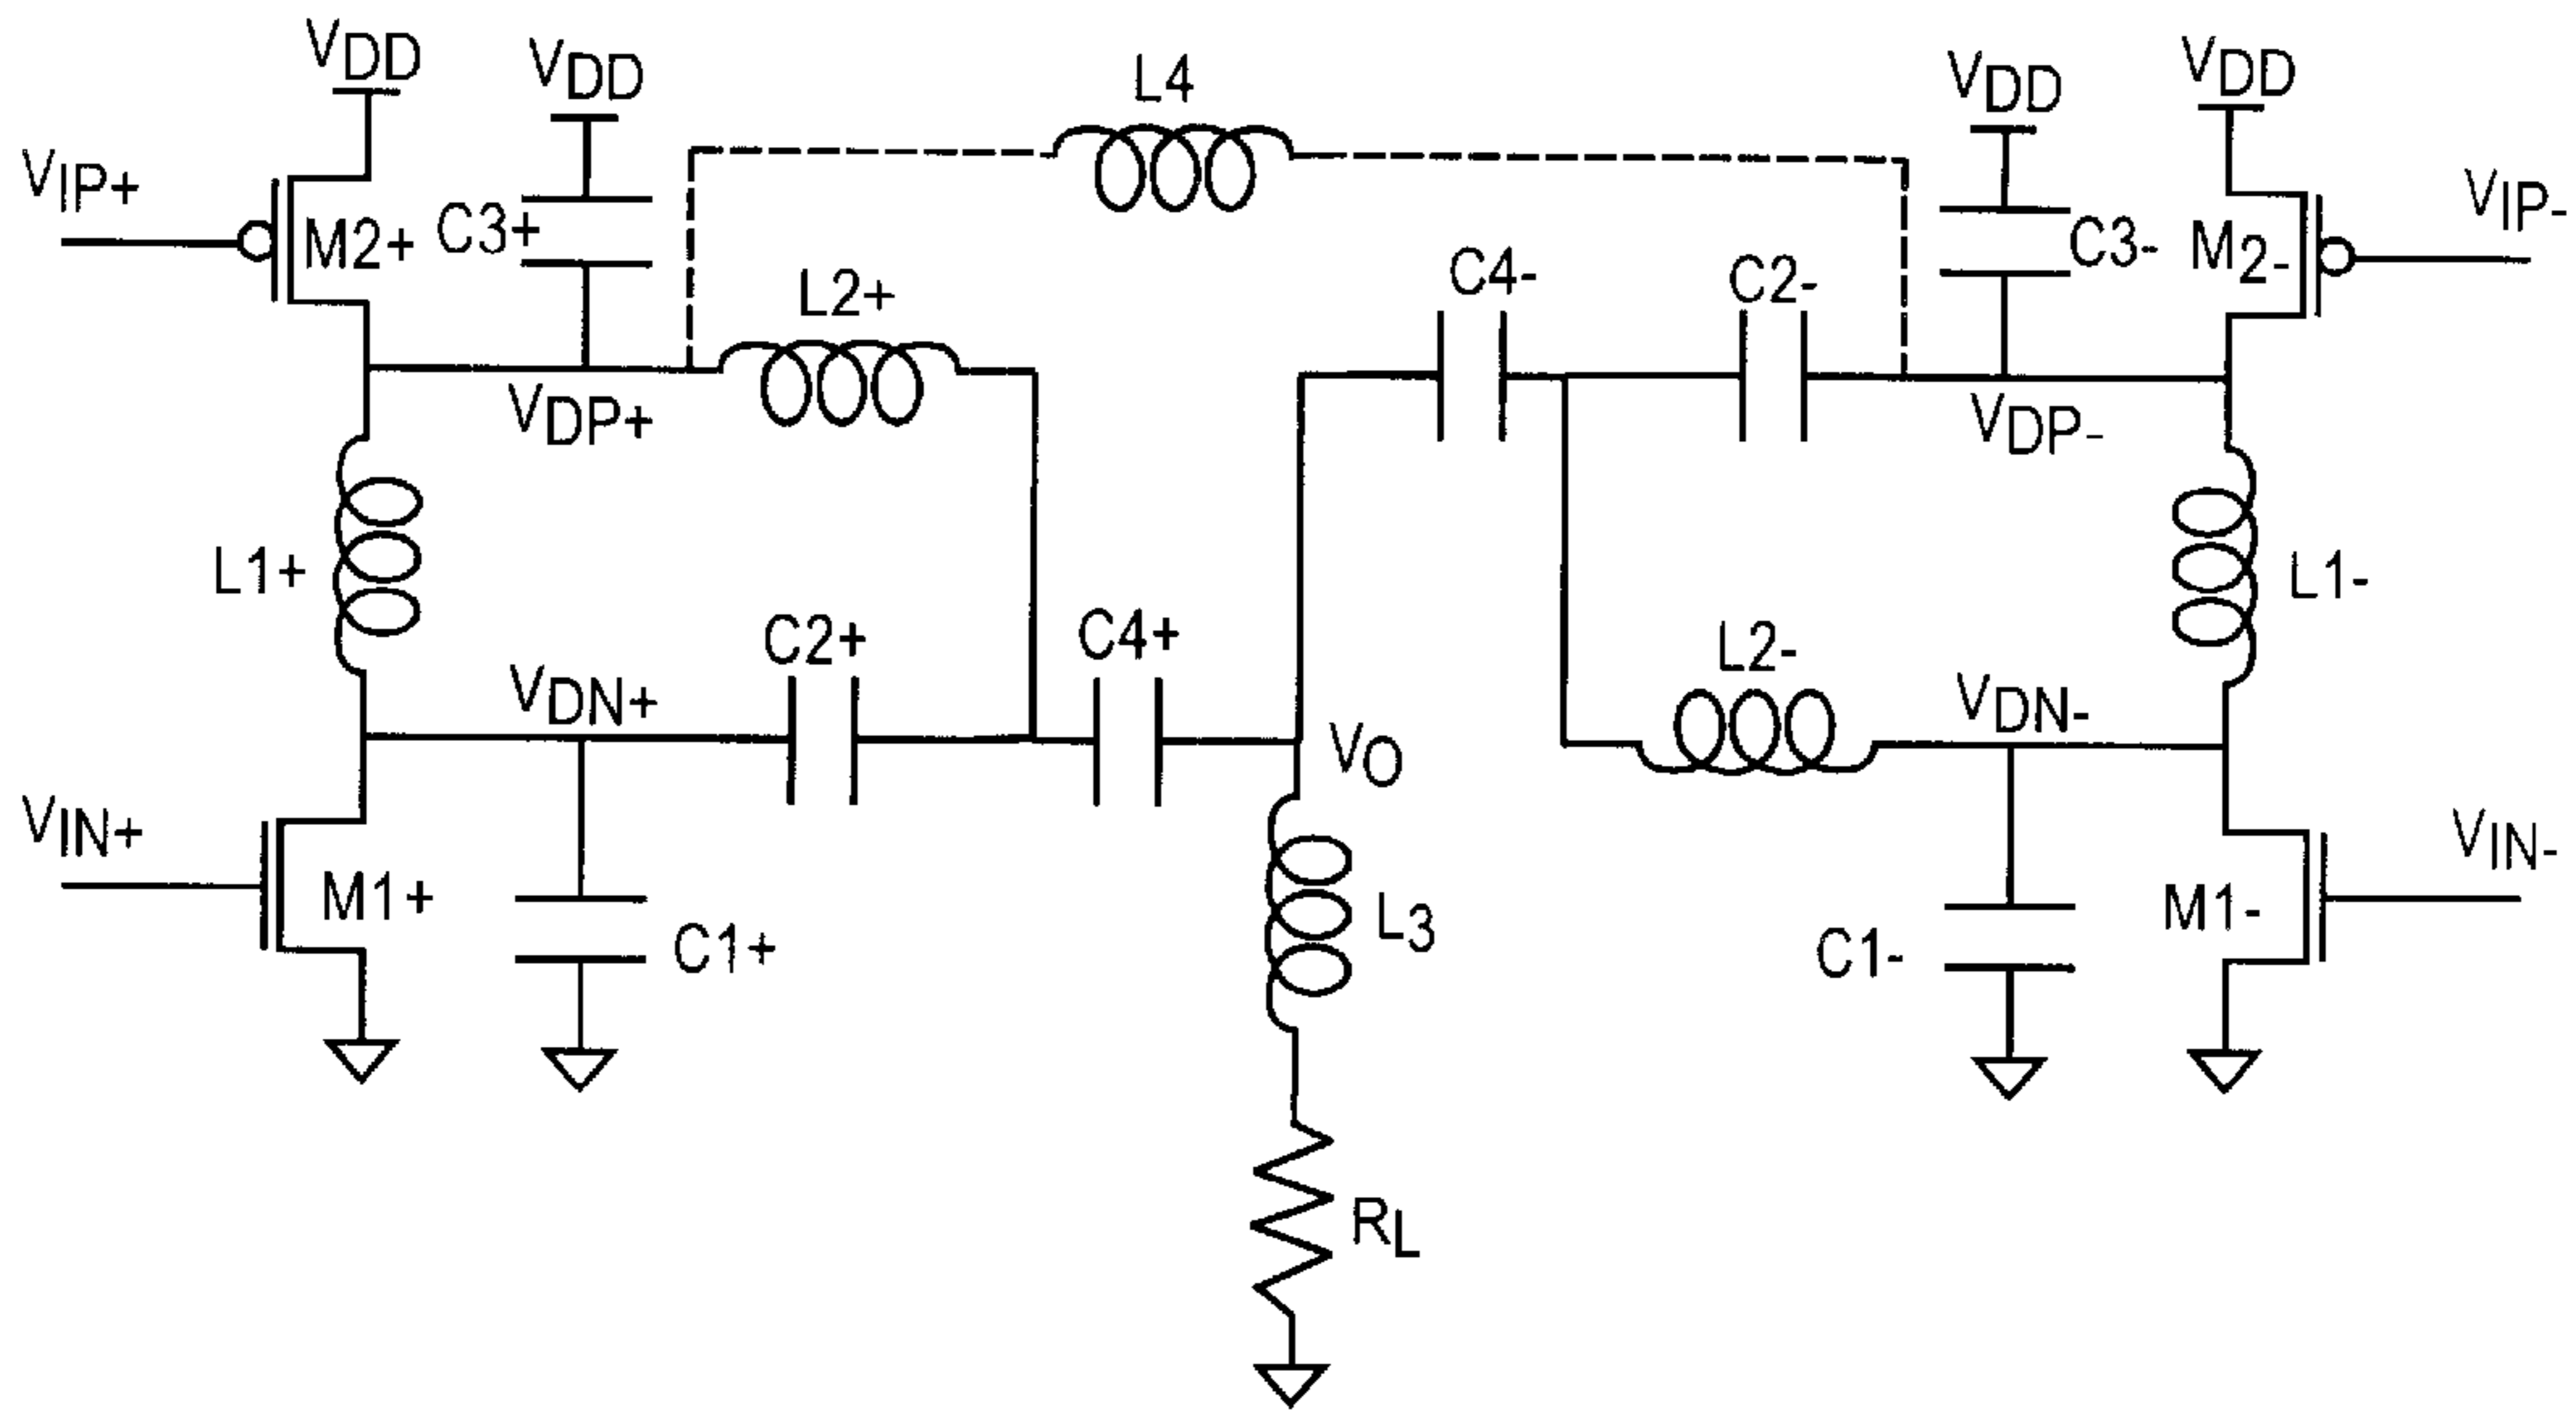 VDD
VDD
L4
VDD
VDD
VIP+
M2+
C3+
L2+
C4-
C2-
C3-
M2-
VIP-
VDP+
VDP-
L1+
L1-
C2+
C4+
L2-
VDN+
VDN-
VO
VIN+
M1+
C1+
L3
C1-
M1-
VIN-
RL